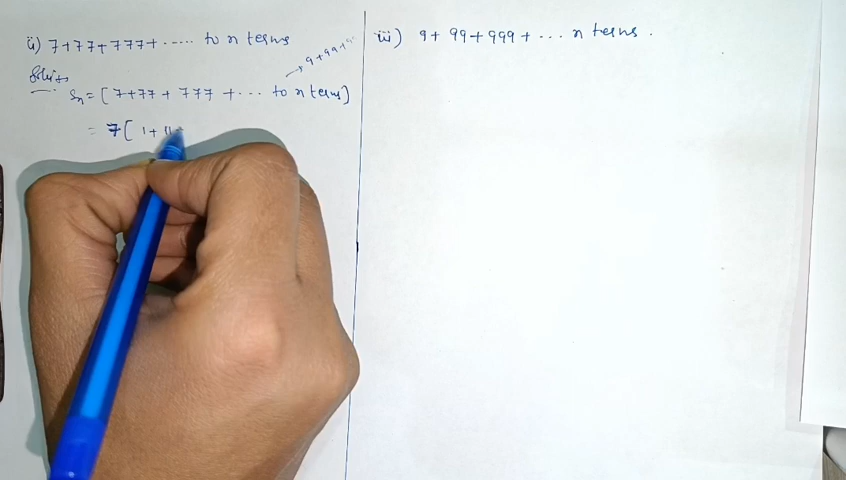 ii) 7+77+777+ ..... to n terms
Soln:-
→ 9+99+9
Sn = [ 7+77 + 777 + ... to n terms]
= 7[ 1 + 11 +
iii) 9 + 99 + 999 + ... n terms .